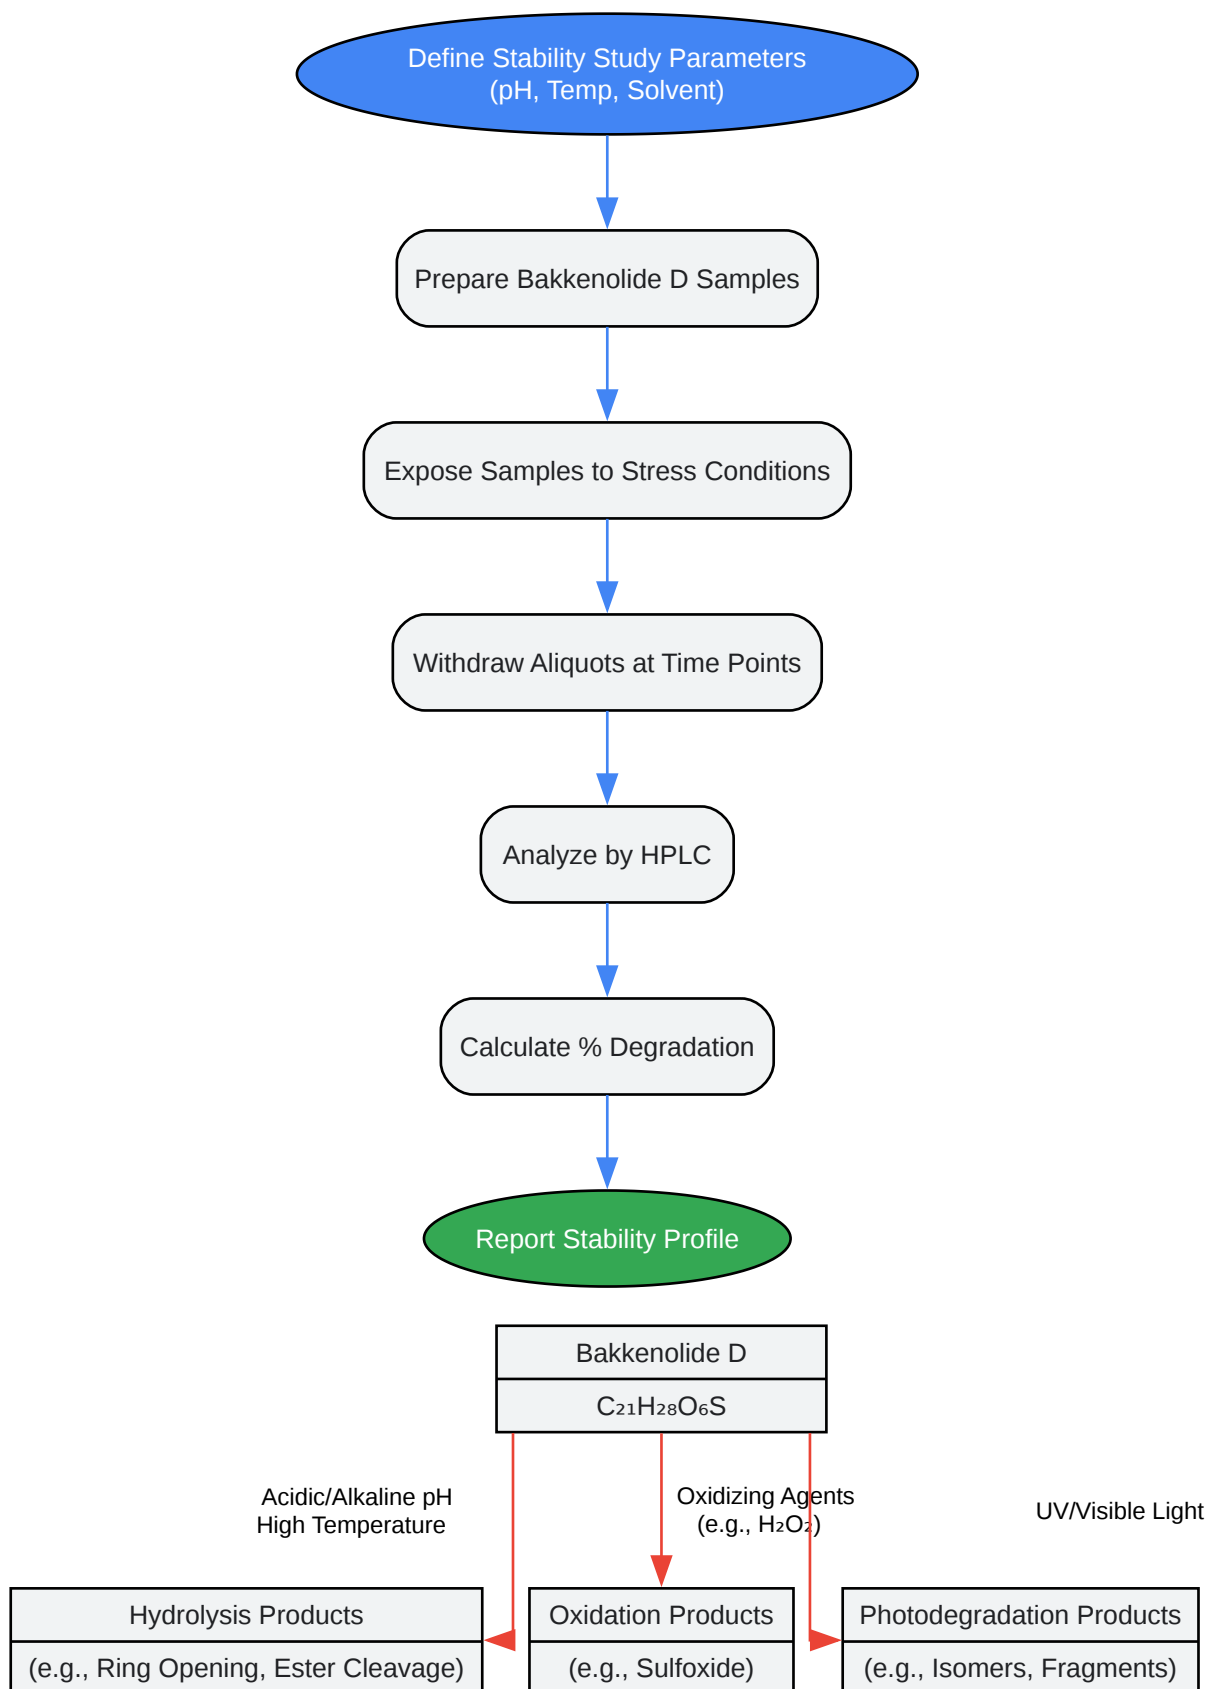 Define Stability Study Parameters
(pH, Temp, Solvent)
Prepare Bakkenolide D Samples
Expose Samples to Stress Conditions
Withdraw Aliquots at Time Points
Analyze by HPLC
Calculate % Degradation
Report Stability Profile
Bakkenolide D
C₂₁H₂₈O₆S
Acidic/Alkaline pH
High Temperature
Oxidizing Agents
(e.g., H₂O₂)
UV/Visible Light
Hydrolysis Products
(e.g., Ring Opening, Ester Cleavage)
Oxidation Products
(e.g., Sulfoxide)
Photodegradation Products
(e.g., Isomers, Fragments)